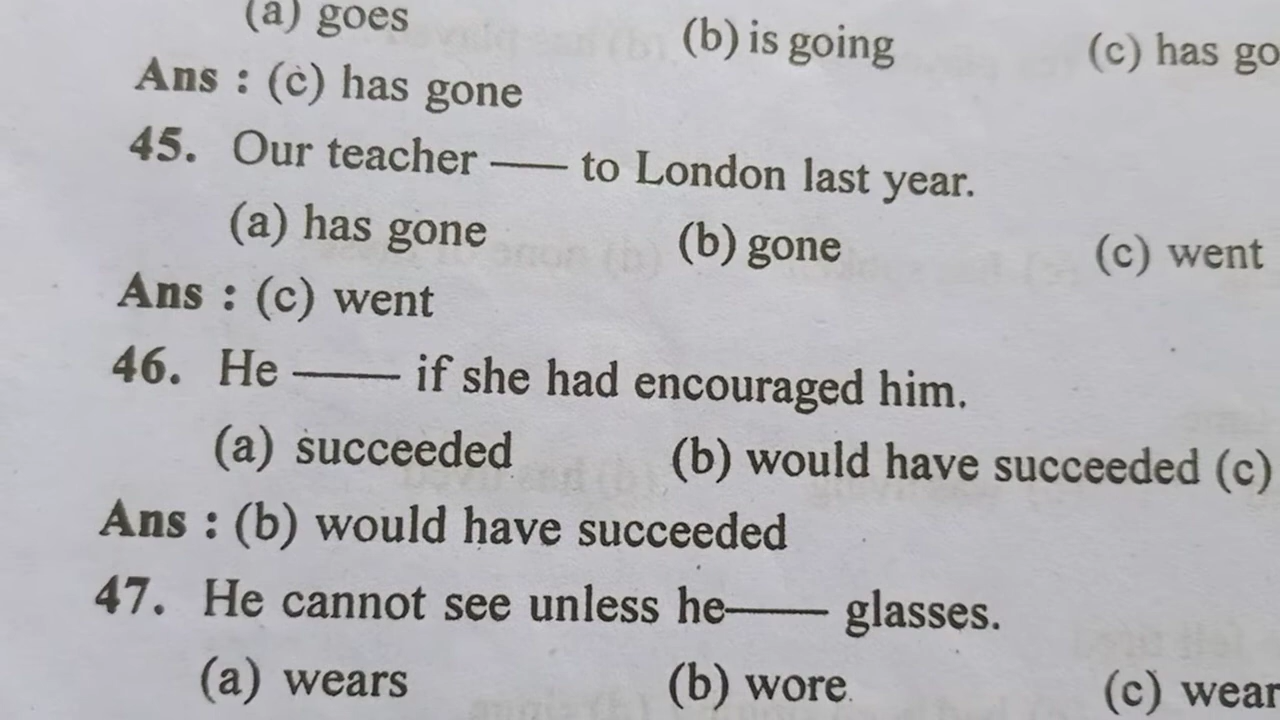 (a) goes (b) is going (c) has go
Ans : (c) has gone
45. Our teacher —— to London last year.
(a) has gone (b) gone (c) went
Ans : (c) went
46. He —— if she had encouraged him.
(a) succeeded (b) would have succeeded (c)
Ans : (b) would have succeeded
47. He cannot see unless he—— glasses.
(a) wears (b) wore (c) wear